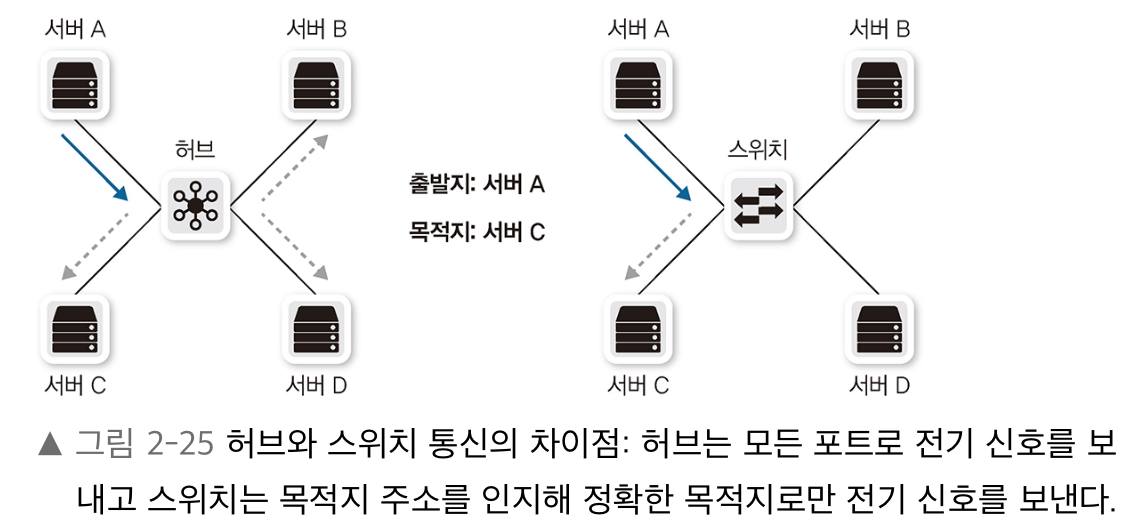 서버 A
서버 B
허브
서버 C
서버 D
출발지: 서버 A
목적지: 서버 C
서버 A
서버 B
스위치
서버 C
서버 D
▲ 그림 2-25 허브와 스위치 통신의 차이점: 허브는 모든 포트로 전기 신호를 보
내고 스위치는 목적지 주소를 인지해 정확한 목적지로만 전기 신호를 보낸다.